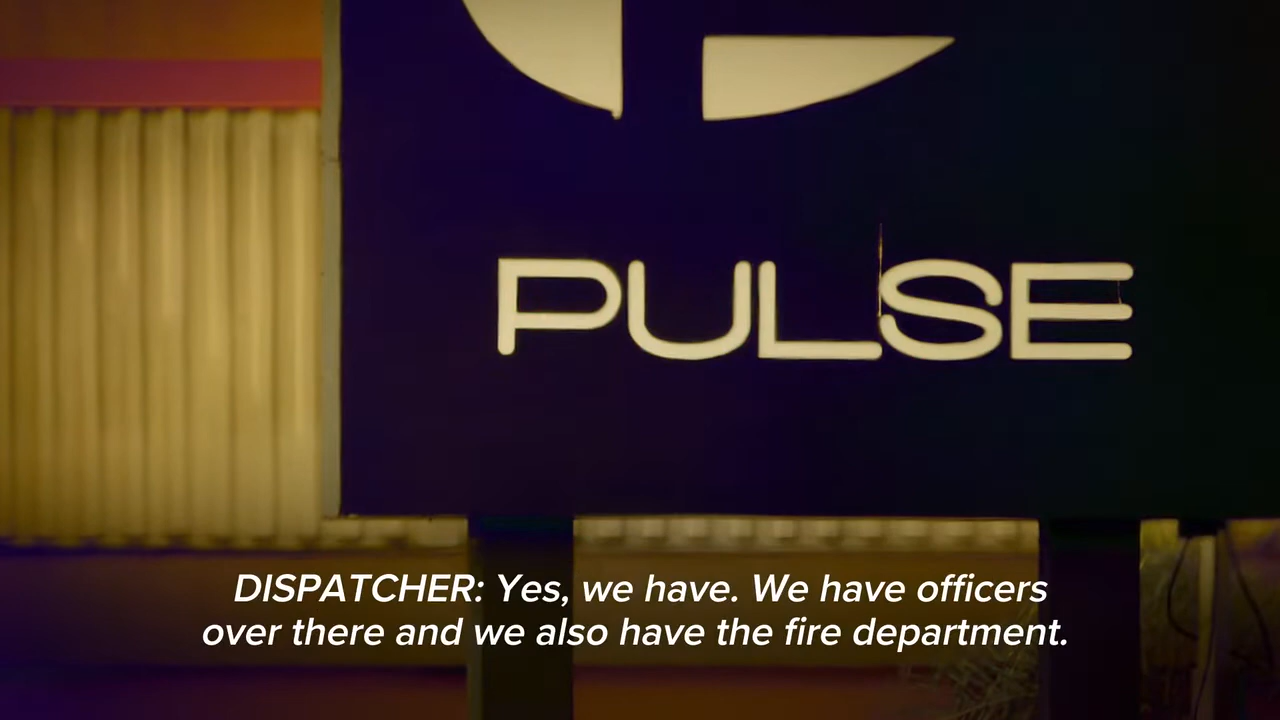 PULSE
DISPATCHER: Yes, we have. We have officers
over there and we also have the fire department.